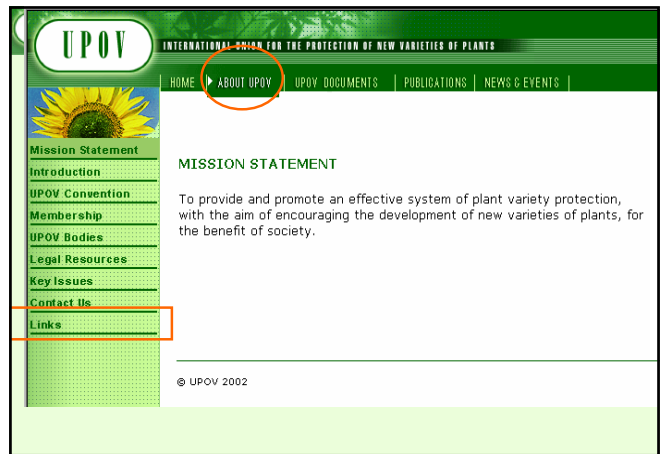 UPOV
INTERNATIONAL UNION FOR THE PROTECTION OF NEW VARIETIES OF PLANTS
HOME ABOUT UPOV UPOV DOCUMENTS PUBLICATIONS NEWS & EVENTS
Mission Statement
Introduction
UPOV Convention
Membership
UPOV Bodies
Legal Resources
Key Issues
Contact Us
Links
MISSION STATEMENT
To provide and promote an effective system of plant variety protection,
with the aim of encouraging the development of new varieties of plants, for
the benefit of society.
© UPOV 2002